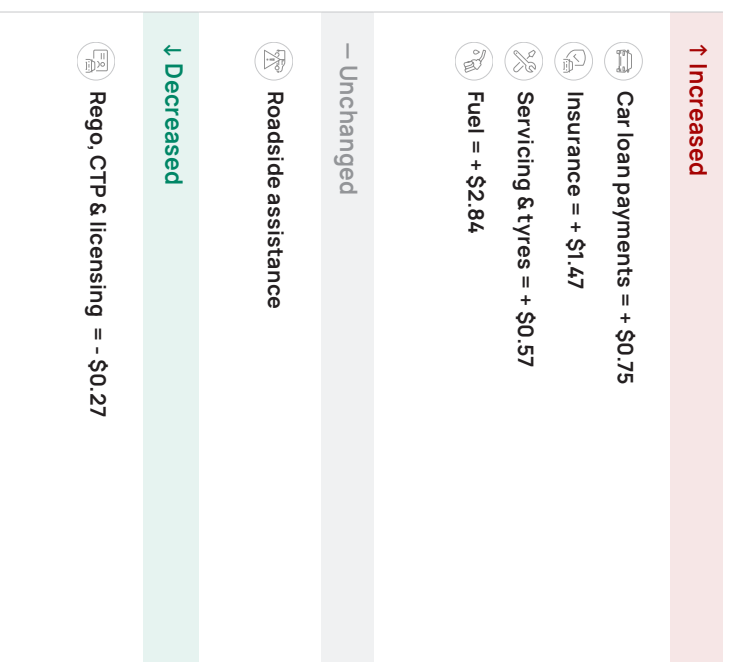 ↑ Increased
Car loan payments = + $0.75
Insurance = + $1.47
Servicing & tyres = + $0.57
Fuel = + $2.84
— Unchanged
Roadside assistance
↓ Decreased
Rego, CTP & licensing = - $0.27